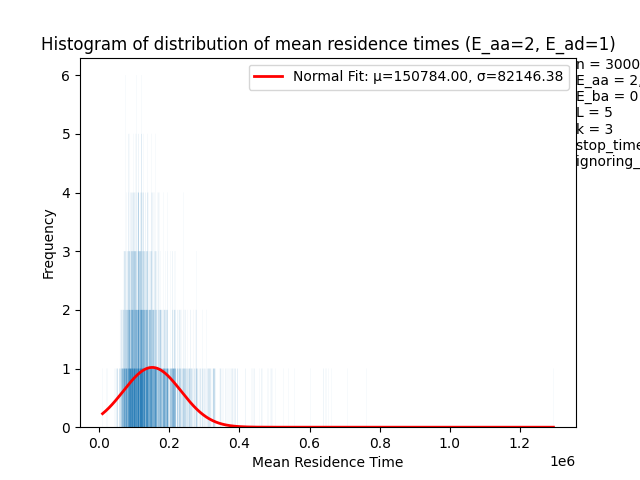 Histogram of distribution of mean residence times (E_aa=2, E_ad=1)
Normal Fit: μ=150784.00, σ=82146.38
n = 3000
E_aa = 2,
E_ba = 0
L = 5
k = 3
stop_time
ignoring_
Frequency
6
5
4
3
2
1
0
0.0 0.2 0.4 0.6 0.8 1.0 1.2
1e6
Mean Residence Time